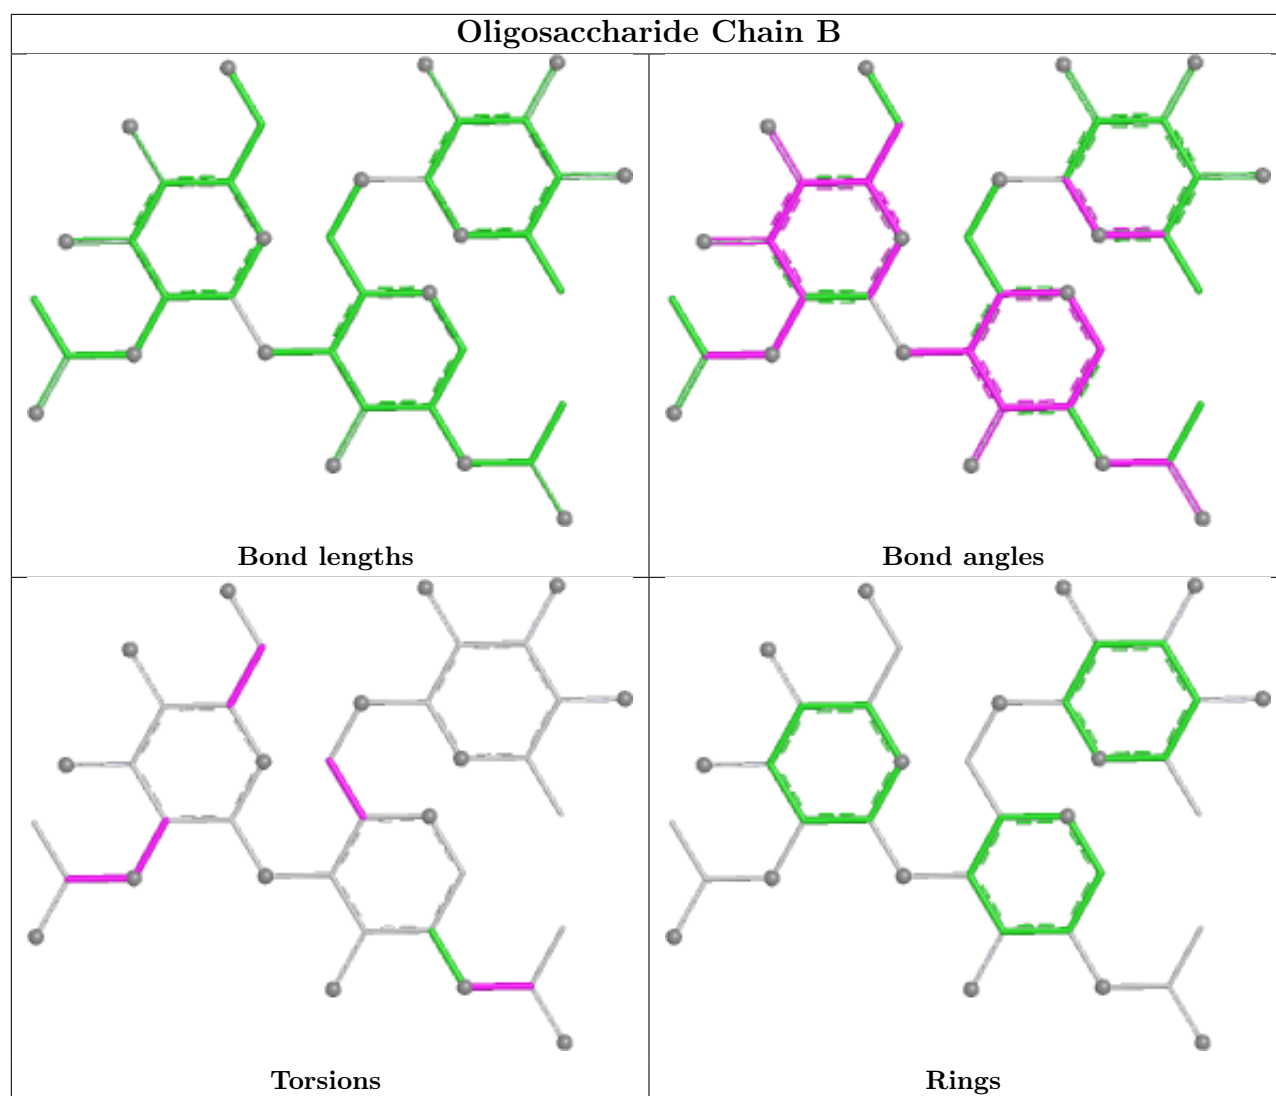 Oligosaccharide Chain B
Bond lengths
Bond angles
Torsions
Rings